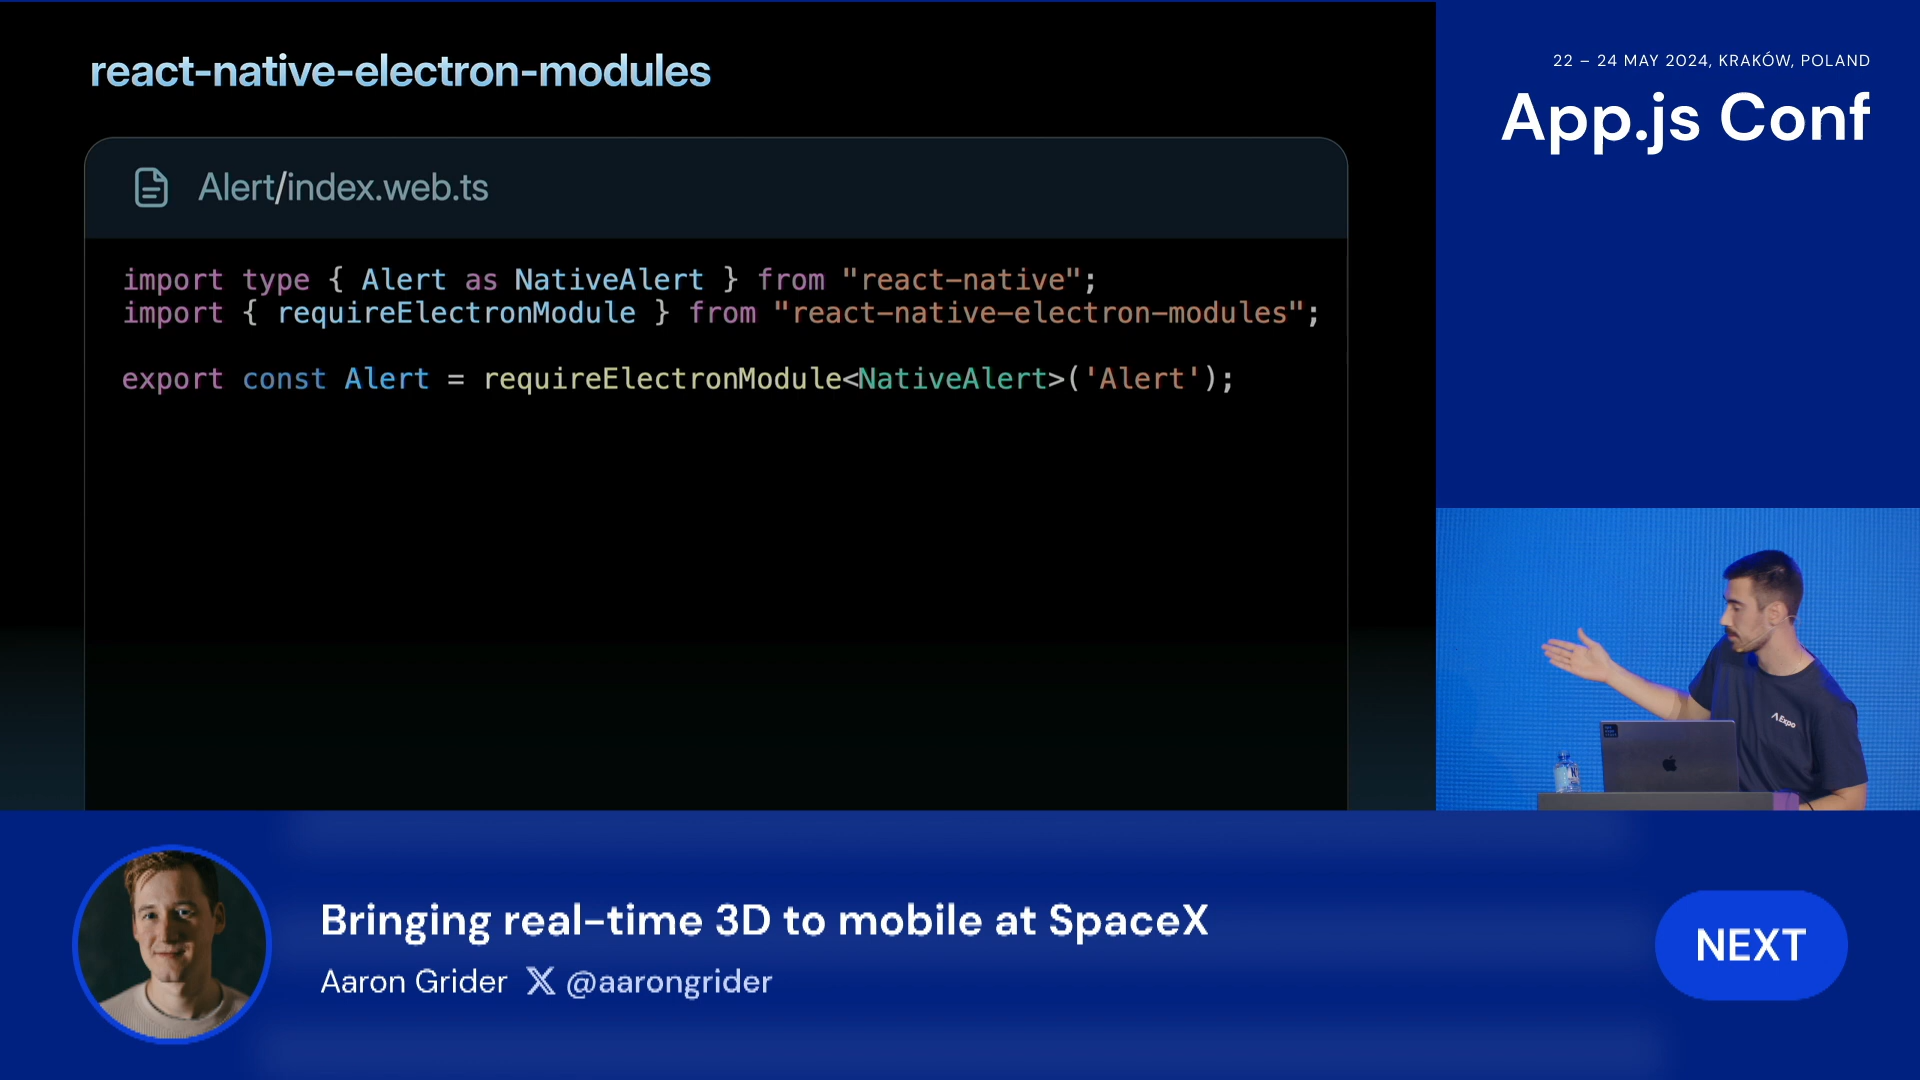 react-native-electron-modules
Alert/index.web.ts
import type { Alert as NativeAlert } from "react-native";
import { requireElectronModule } from "react-native-electron-modules";
export const Alert = requireElectronModule<NativeAlert>('Alert');
22 – 24 MAY 2024, KRAKÓW, POLAND
App.js Conf
Expo
Bringing real-time 3D to mobile at SpaceX
Aaron Grider X @aarongrider
NEXT